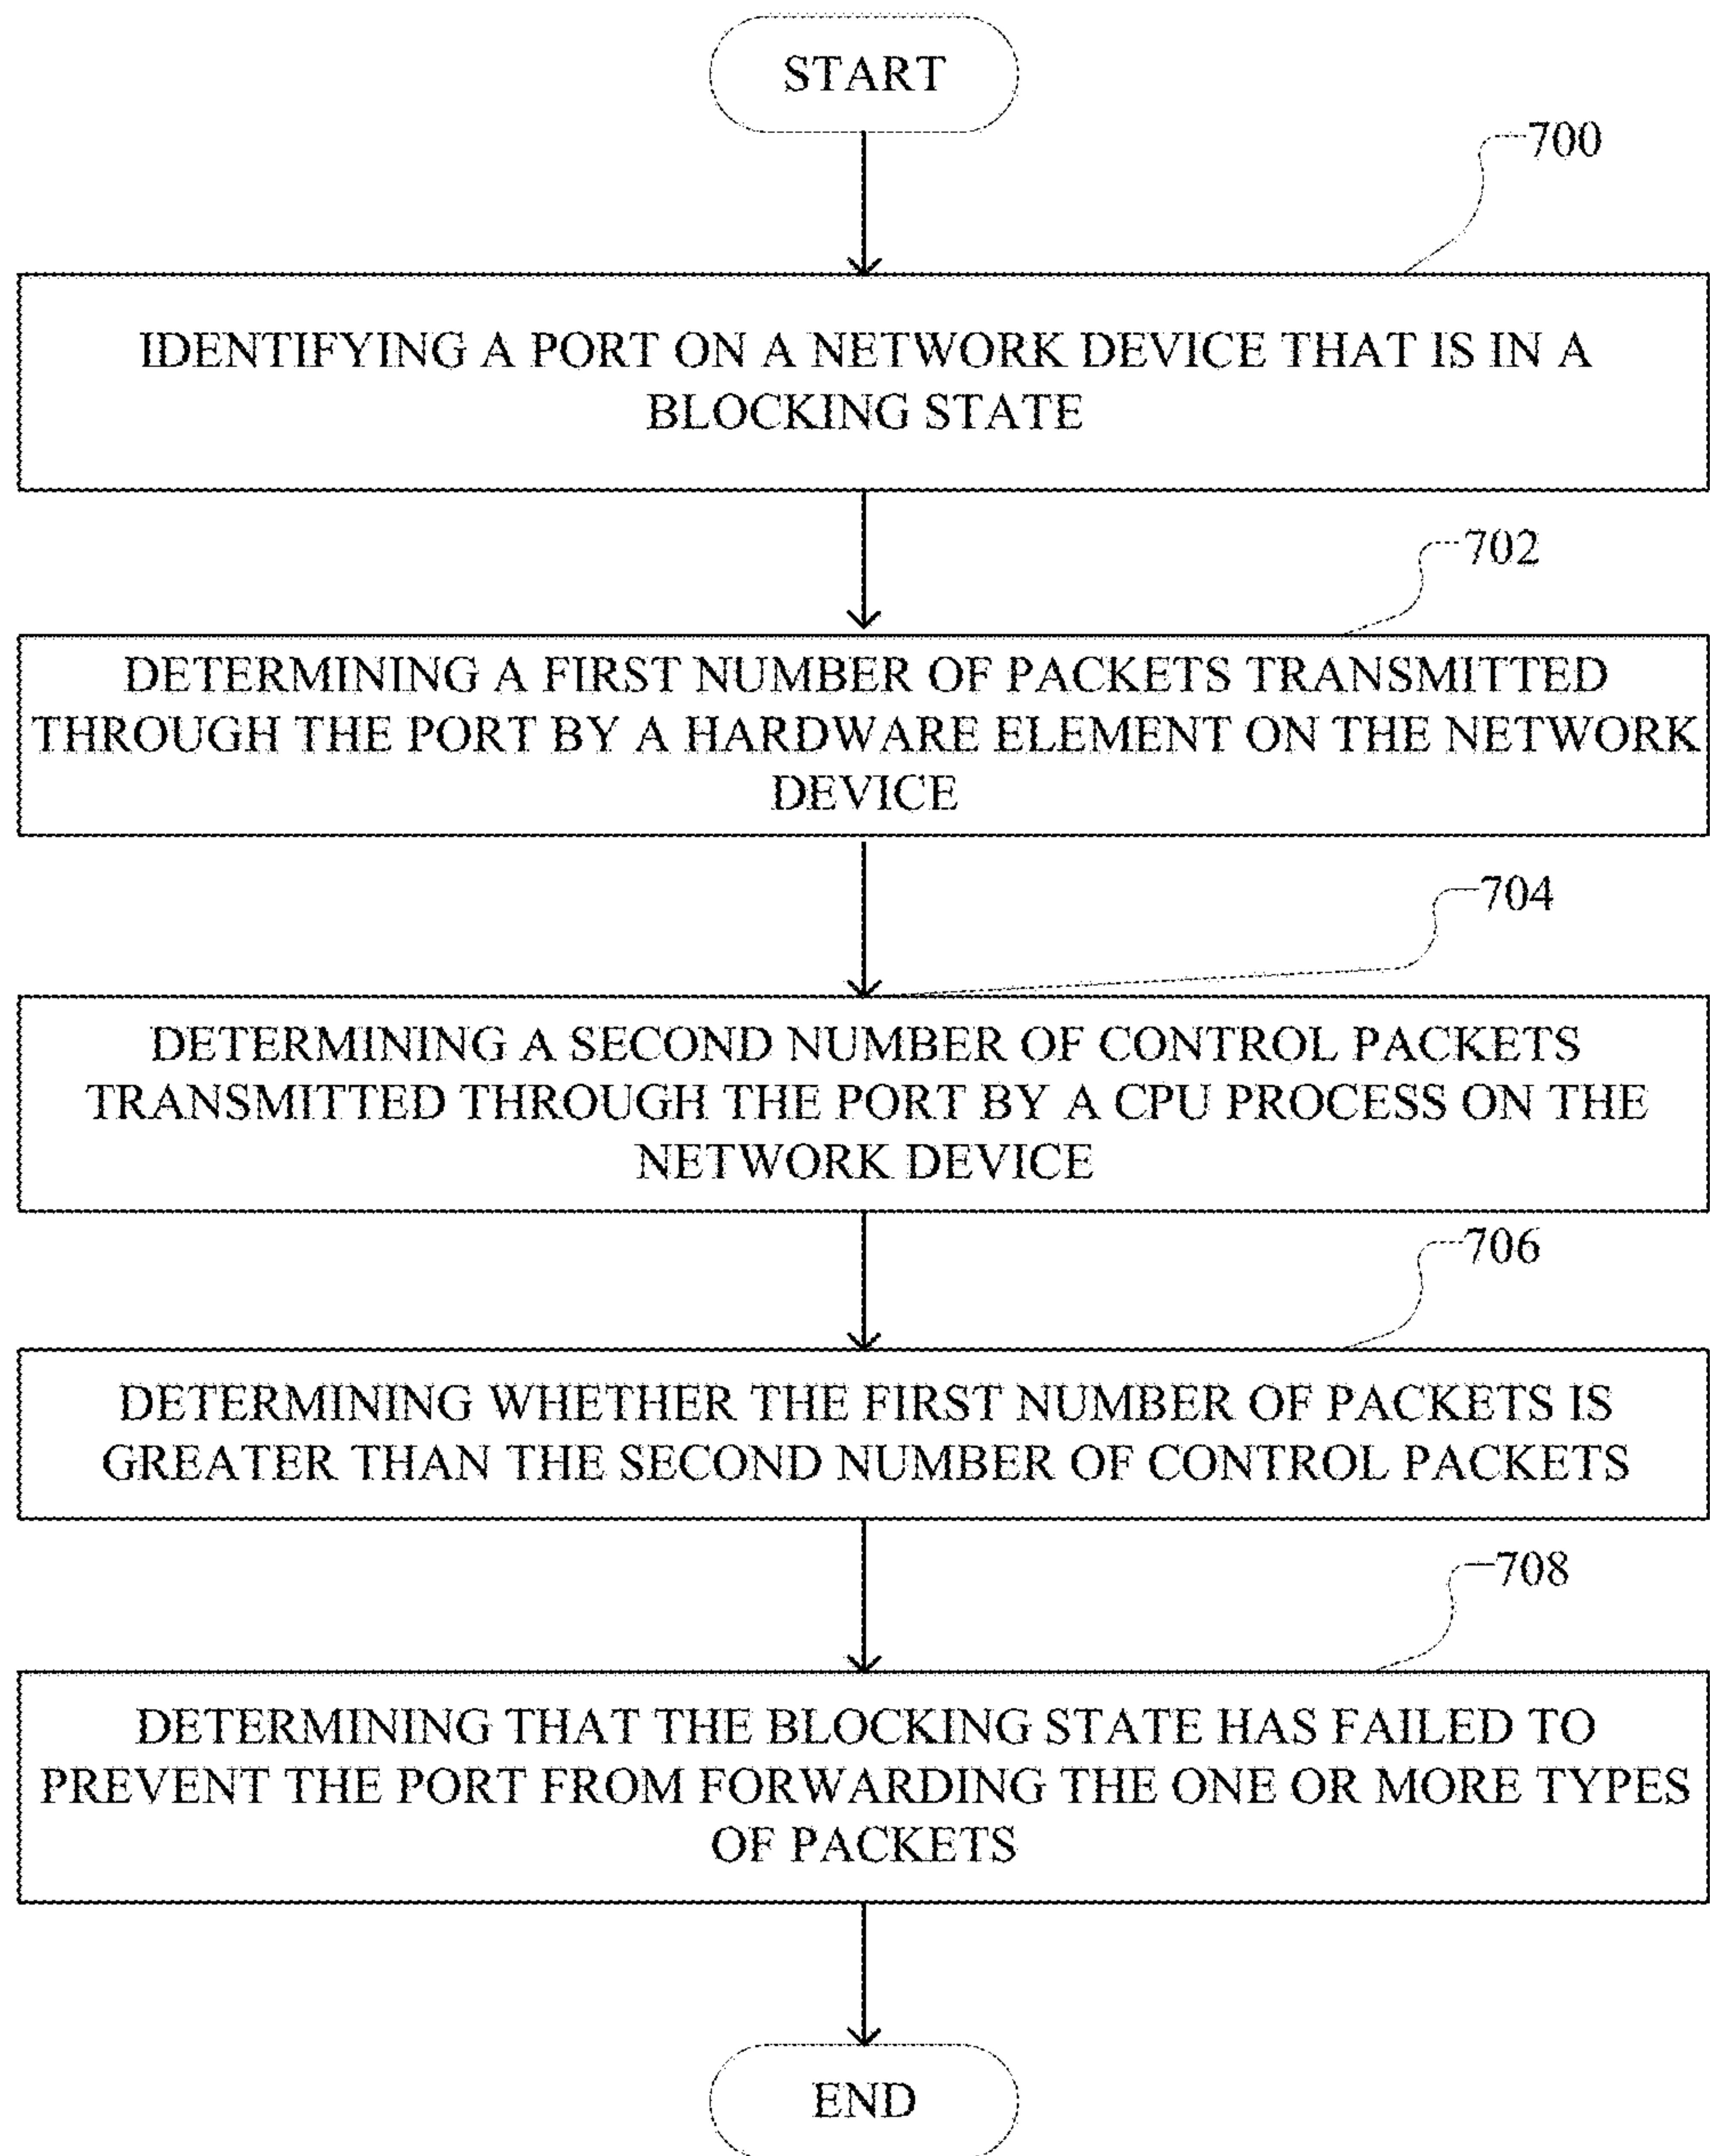 START
700
IDENTIFYING A PORT ON A NETWORK DEVICE THAT IS IN A
BLOCKING STATE
702
DETERMINING A FIRST NUMBER OF PACKETS TRANSMITTED
THROUGH THE PORT BY A HARDWARE ELEMENT ON THE NETWORK
DEVICE
704
DETERMINING A SECOND NUMBER OF CONTROL PACKETS
TRANSMITTED THROUGH THE PORT BY A CPU PROCESS ON THE
NETWORK DEVICE
706
DETERMINING WHETHER THE FIRST NUMBER OF PACKETS IS
GREATER THAN THE SECOND NUMBER OF CONTROL PACKETS
708
DETERMINING THAT THE BLOCKING STATE HAS FAILED TO
PREVENT THE PORT FROM FORWARDING THE ONE OR MORE TYPES
OF PACKETS
END